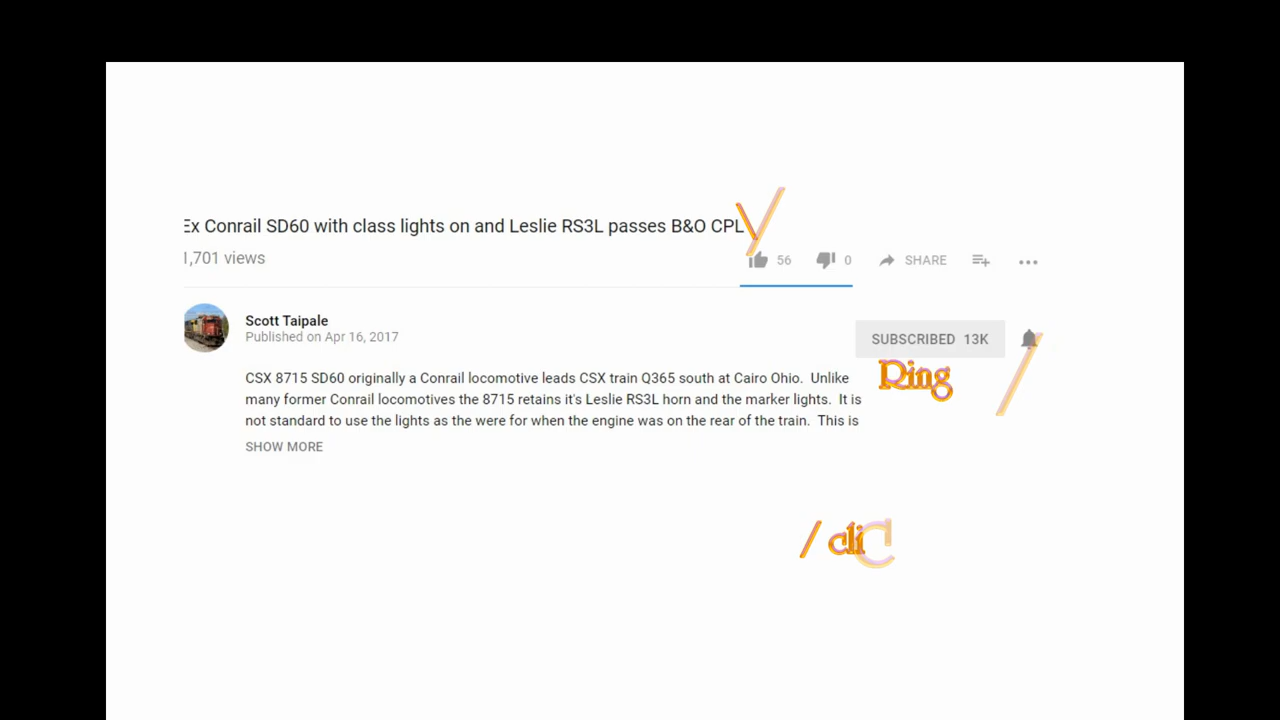 Ex Conrail SD60 with class lights on and Leslie RS3L passes B&O CPL
1,701 views
56 0 SHARE
Scott Taipale
Published on Apr 16, 2017
SUBSCRIBED 13K
Ring
CSX 8715 SD60 originally a Conrail locomotive leads CSX train Q365 south at Cairo Ohio. Unlike
many former Conrail locomotives the 8715 retains it's Leslie RS3L horn and the marker lights. It is
not standard to use the lights as the were for when the engine was on the rear of the train. This is
SHOW MORE
/ cliC